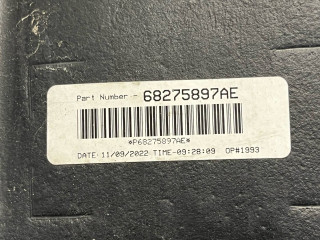 Part Number - 68275897AE
*P68275897AE*
DATE-11/09/2022 TIME-09:28:09 OP#1993